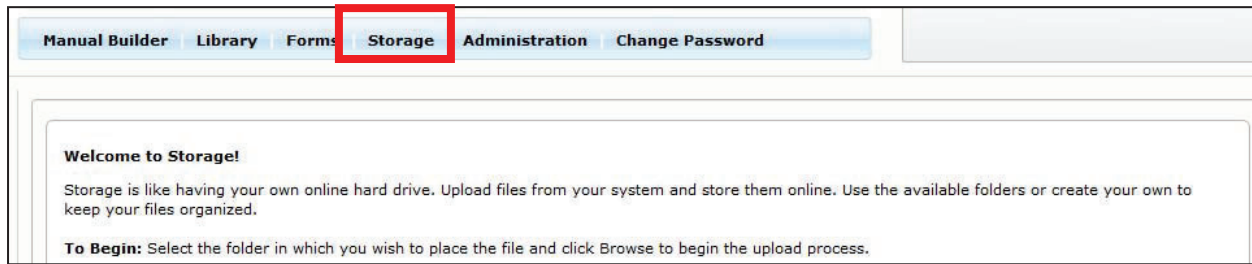 Manual Builder Library Forms Storage Administration Change Password
Welcome to Storage!
Storage is like having your own online hard drive. Upload files from your system and store them online. Use the available folders or create your own to
keep your files organized.
To Begin: Select the folder in which you wish to place the file and click Browse to begin the upload process.